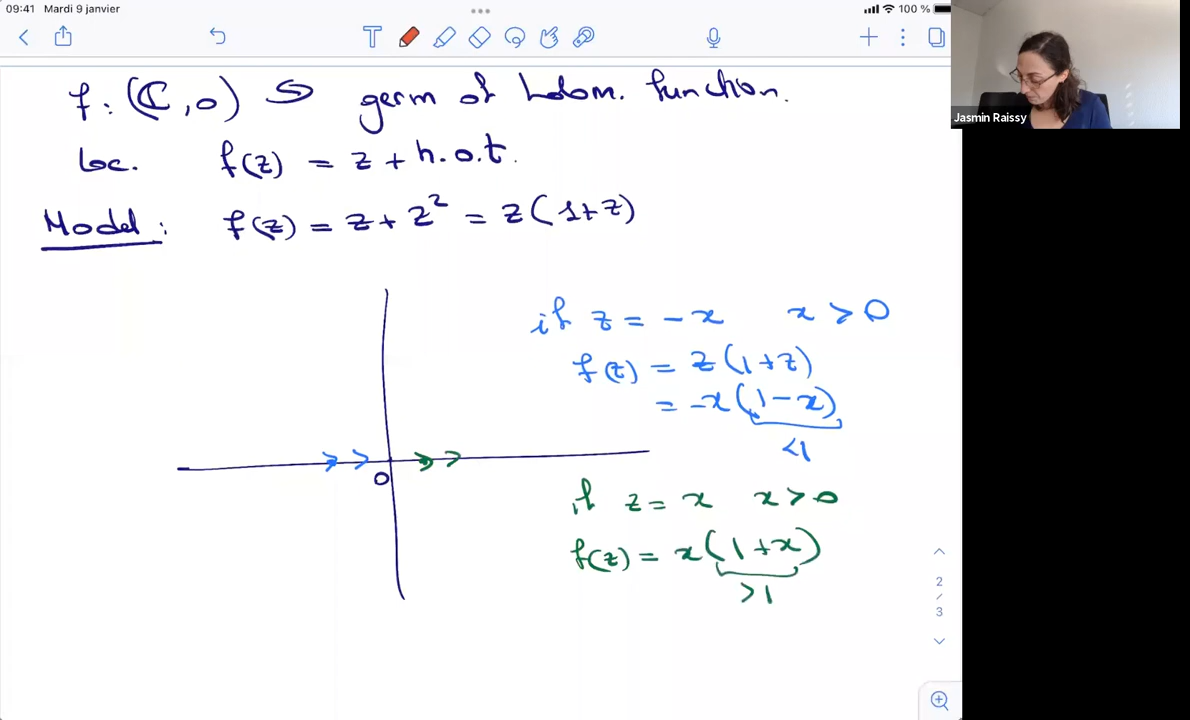 09:41 Mardi 9 janvier
100 %
f : (ℂ, 0) ↺ germ of holom. function.
loc. f(z) = z + h.o.t.
Model : f(z) = z + z² = z(1+z)
if z = -x x > 0
f(z) = z(1+z)
= -x(1-x)
<1
0
if z = x x > 0
f(z) = x(1+x)
>1
2
/
3
Jasmin Raissy